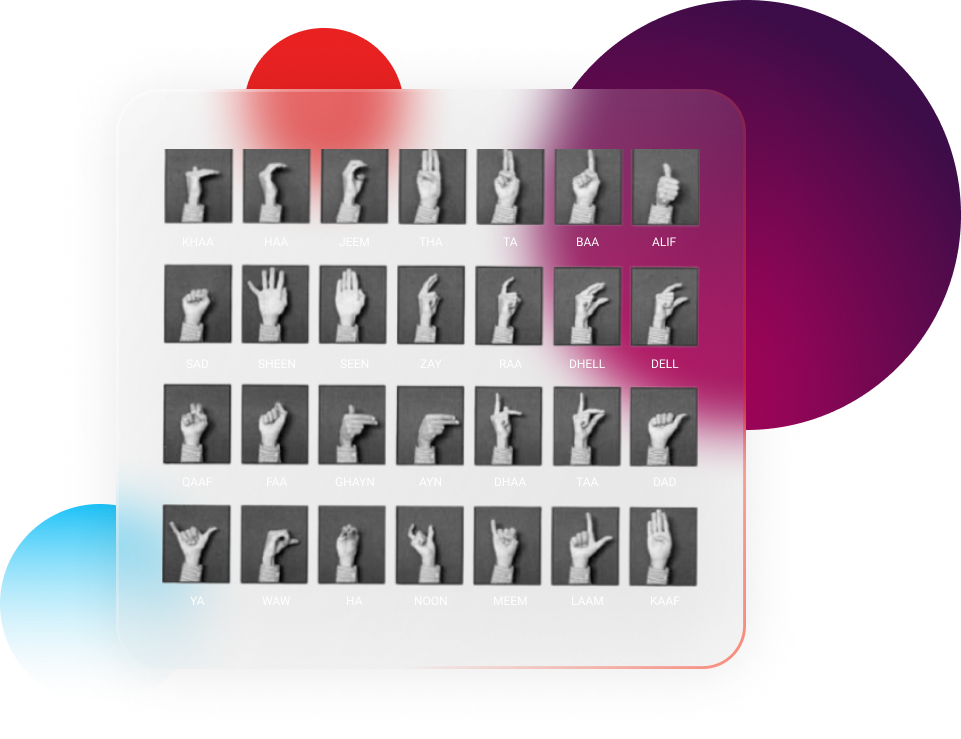 KHAA HAA JEEM THA TA BAA ALIF
SAD SHEEN SEEN ZAY RAA DHELL DELL
QAAF FAA GHAYN AYN DHAA TAA DAD
YA WAW HA NOON MEEM LAAM KAAF